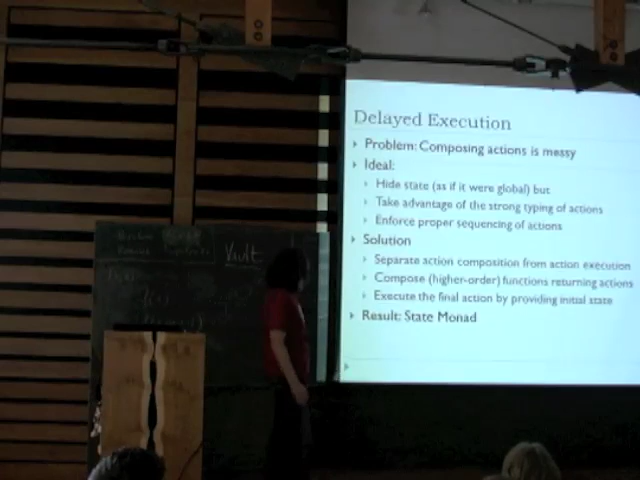 Delayed Execution
Problem: Composing actions is messy
Ideal:
Hide state (as if it were global) but
Take advantage of the strong typing of actions
Enforce proper sequencing of actions
Solution
Separate action composition from action execution
Compose (higher-order) functions returning actions
Execute the final action by providing initial state
Result: State Monad
Vault